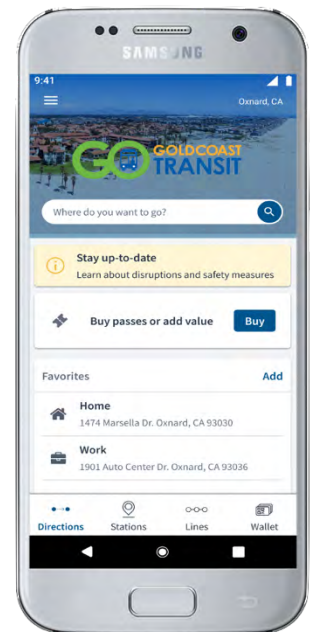 SAMSUNG
9:41
Oxnard, CA
GO GOLDCOAST
TRANSIT
Where do you want to go?
Stay up-to-date
Learn about disruptions and safety measures
Buy passes or add value Buy
Favorites Add
Home
1474 Marsella Dr. Oxnard, CA 93030
Work
1901 Auto Center Dr. Oxnard, CA 93036
Directions Stations Lines Wallet